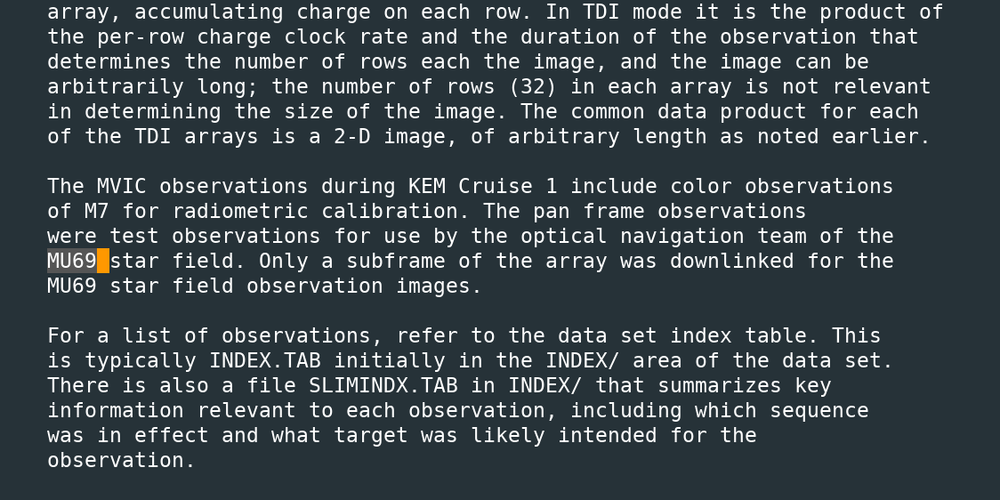 array, accumulating charge on each row. In TDI mode it is the product of
the per-row charge clock rate and the duration of the observation that
determines the number of rows each the image, and the image can be
arbitrarily long; the number of rows (32) in each array is not relevant
in determining the size of the image. The common data product for each
of the TDI arrays is a 2-D image, of arbitrary length as noted earlier.

The MVIC observations during KEM Cruise 1 include color observations
of M7 for radiometric calibration. The pan frame observations
were test observations for use by the optical navigation team of the
MU69 star field. Only a subframe of the array was downlinked for the
MU69 star field observation images.

For a list of observations, refer to the data set index table. This
is typically INDEX.TAB initially in the INDEX/ area of the data set.
There is also a file SLIMINDX.TAB in INDEX/ that summarizes key
information relevant to each observation, including which sequence
was in effect and what target was likely intended for the
observation.